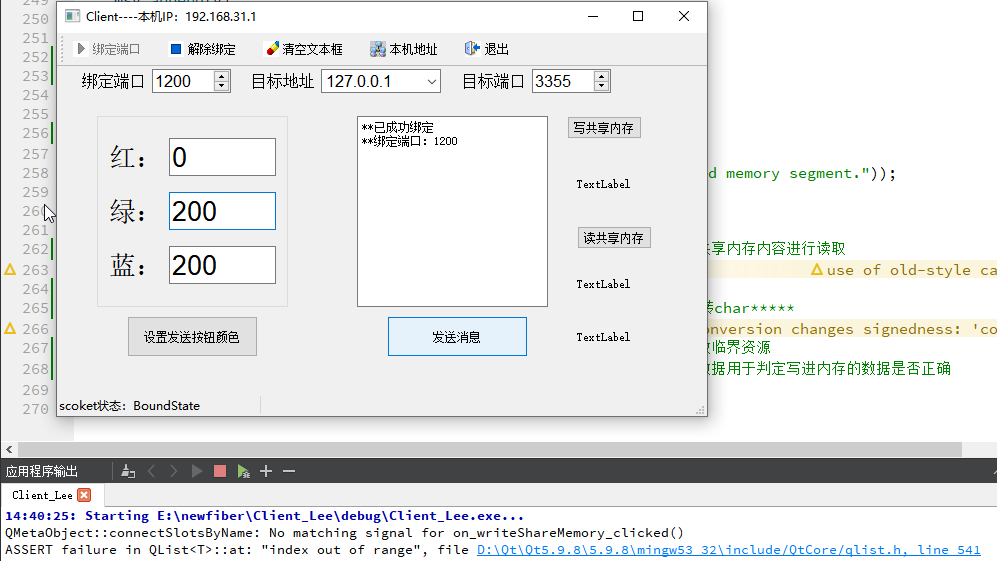 249
250
251
252
253
254
255
256
257
258
259
260
261
262
263
264
265
266
267
268
269
270
Client----本机IP: 192.168.31.1
绑定端口 解除绑定 清空文本框 本机地址 退出
绑定端口 1200 目标地址 127.0.0.1 目标端口 3355
红: 0
绿: 200
蓝: 200
设置发送按钮颜色
**已成功绑定
**绑定端口: 1200
发送消息
写共享内存
TextLabel
读共享内存
TextLabel
TextLabel
scoket状态: BoundState
d memory segment."));
享内存内容进行读取
use of old-style ca
char*****
onversion changes signedness: 'co
临界资源
据用于判定写进内存的数据是否正确
应用程序输出
Client_Lee
14:40:25: Starting E:\newfiber\Client_Lee\debug\Client_Lee.exe...
QMetaObject::connectSlotsByName: No matching signal for on_writeShareMemory_clicked()
ASSERT failure in QList<T>::at: "index out of range", file D:\Qt\Qt5.9.8\5.9.8\mingw53_32\include/QtCore/qlist.h, line 541